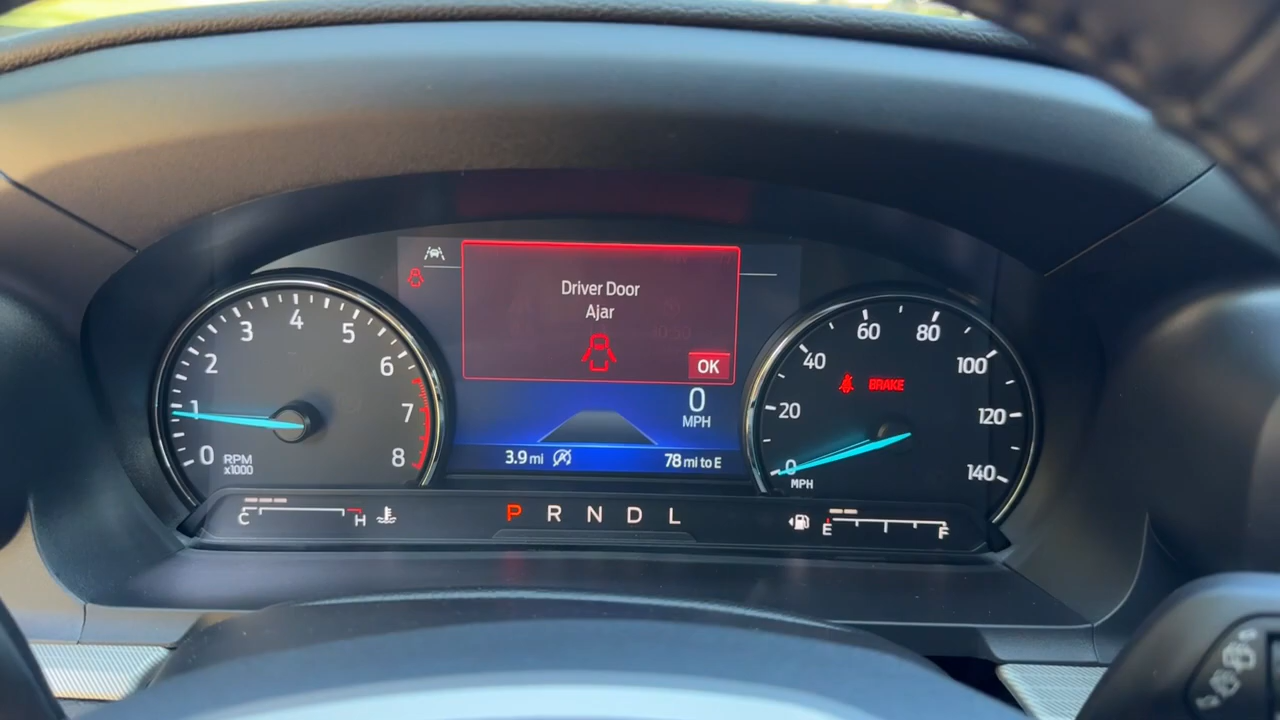 Driver Door
Ajar
OK
0
MPH
3.9 mi
78 mi to E
0
1
2
3
4
5
6
7
8
RPM
x1000
0
20
40
60
80
100
120
140
MPH
BRAKE
C
H
P R N D L
E
F